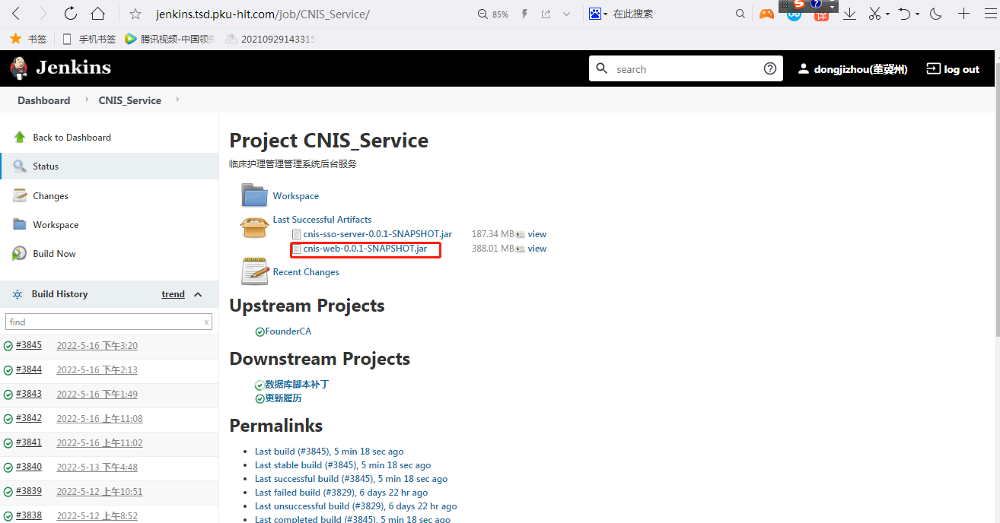 jenkins.tsd.pku-hit.com/job/CNIS_Service/
85%
在此搜索
译
书签
手机书签
腾讯视频-中国领先
20210929143315
Jenkins
search
dongjizhou(董冀州)
log out
Dashboard
CNIS_Service
Back to Dashboard
Status
Changes
Workspace
Build Now
Build History
trend
find
x
#3845 2022-5-16 下午3:20
#3844 2022-5-16 下午2:13
#3843 2022-5-16 下午1:49
#3842 2022-5-16 上午11:08
#3841 2022-5-16 上午11:02
#3840 2022-5-13 下午4:48
#3839 2022-5-12 上午10:51
#3838 2022-5-12 上午8:52
Project CNIS_Service
临床护理管理管理系统后台服务
Workspace
Last Successful Artifacts
cnis-sso-server-0.0.1-SNAPSHOT.jar 187.34 MB view
cnis-web-0.0.1-SNAPSHOT.jar 388.01 MB view
Recent Changes
Upstream Projects
FounderCA
Downstream Projects
数据库脚本补丁
更新履历
Permalinks
Last build (#3845), 5 min 18 sec ago
Last stable build (#3845), 5 min 18 sec ago
Last successful build (#3845), 5 min 18 sec ago
Last failed build (#3829), 6 days 22 hr ago
Last unsuccessful build (#3829), 6 days 22 hr ago
Last completed build (#3845), 5 min 18 sec ago